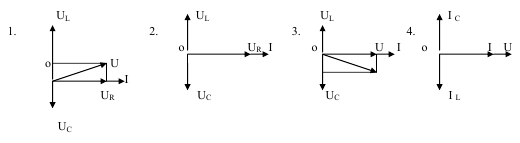 U_L U_L U_L I_C
1. 2. 3. 4.
o U o U_R I o U I o I U
I
U_R U_C U_C I_L
U_C